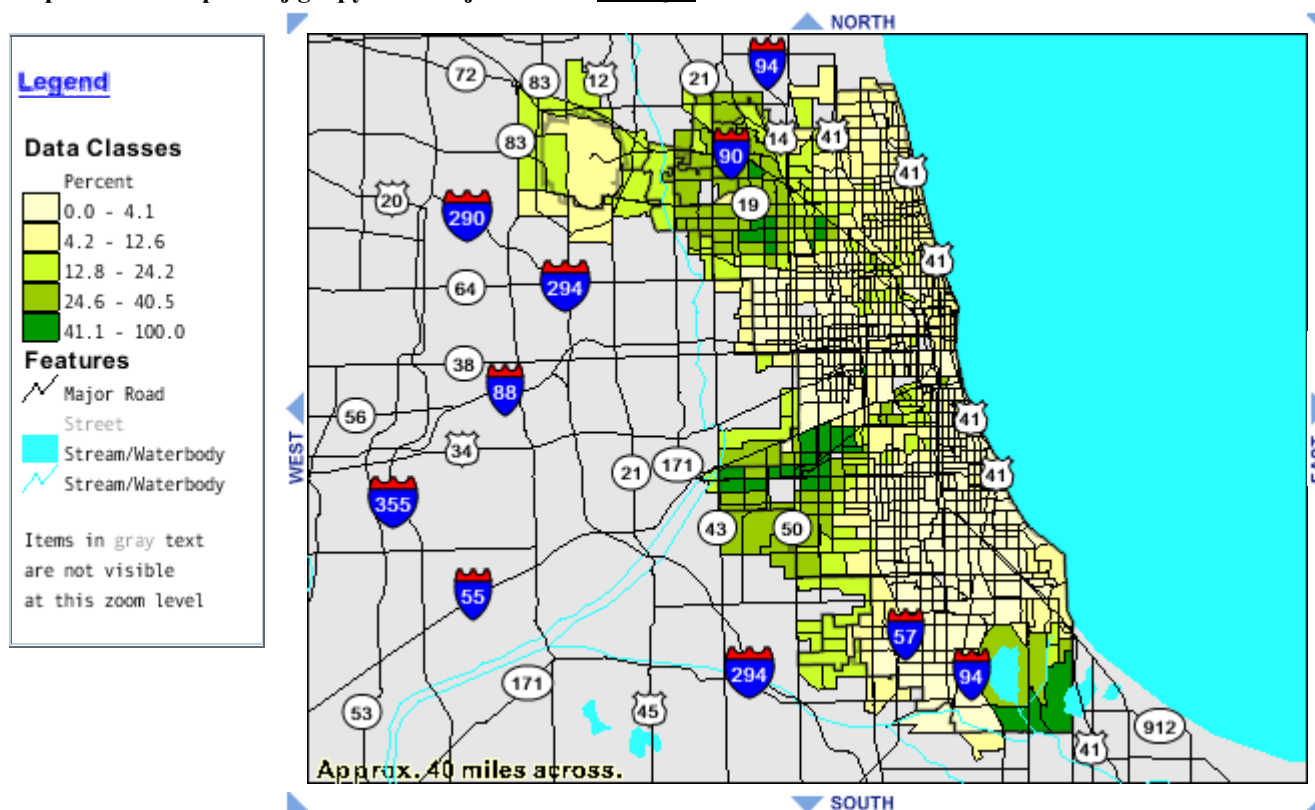 NORTH
Legend
Data Classes
Percent
0.0 - 4.1
4.2 - 12.6
12.8 - 24.2
24.6 - 40.5
41.1 - 100.0
Features
Major Road
Street
Stream/Waterbody
Stream/Waterbody
Items in gray text
are not visible
at this zoom level
WEST
72
83
12
21
94
83
90
14
41
41
20
290
19
294
41
64
38
88
56
34
21
171
41
41
355
43
50
55
57
294
94
171
53
45
912
41
Approx. 40 miles across.
SOUTH